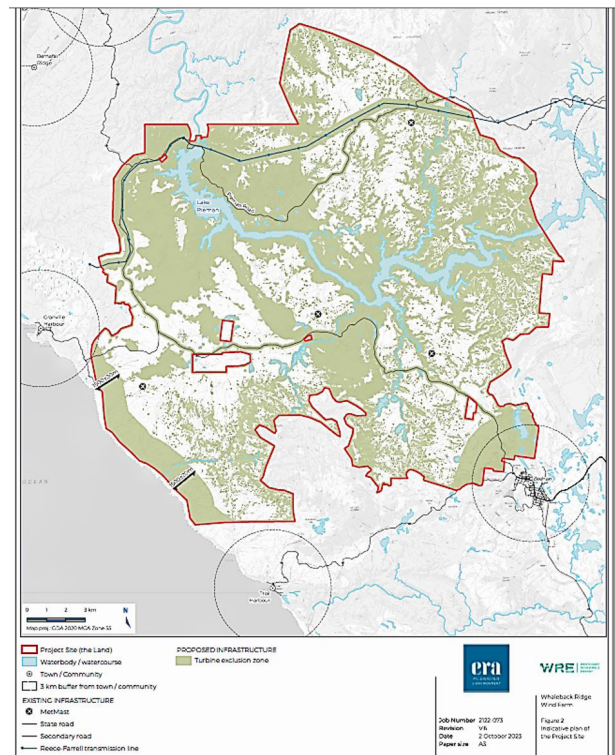 Granville
Harbour
Lake
Pieman
Trial
Harbour
Zeehan
OCEAN
0 1 2 3 km
N
Map proj: GDA 2020 MGA Zone 55
Project Site (the Land)
Waterbody / watercourse
Town / Community
3 km buffer from town / community
EXISTING INFRASTRUCTURE
MetMast
State road
Secondary road
Reece-Farrell transmission line
PROPOSED INFRASTRUCTURE
Turbine exclusion zone
era
PLANNING
ENVIRONMENT
WRE
Whaleback Ridge
Wind Farm
Job Number 2122-073
Revision V6
Date 2 October 2023
Paper size A3
Figure 2
Indicative plan of
the Project Site